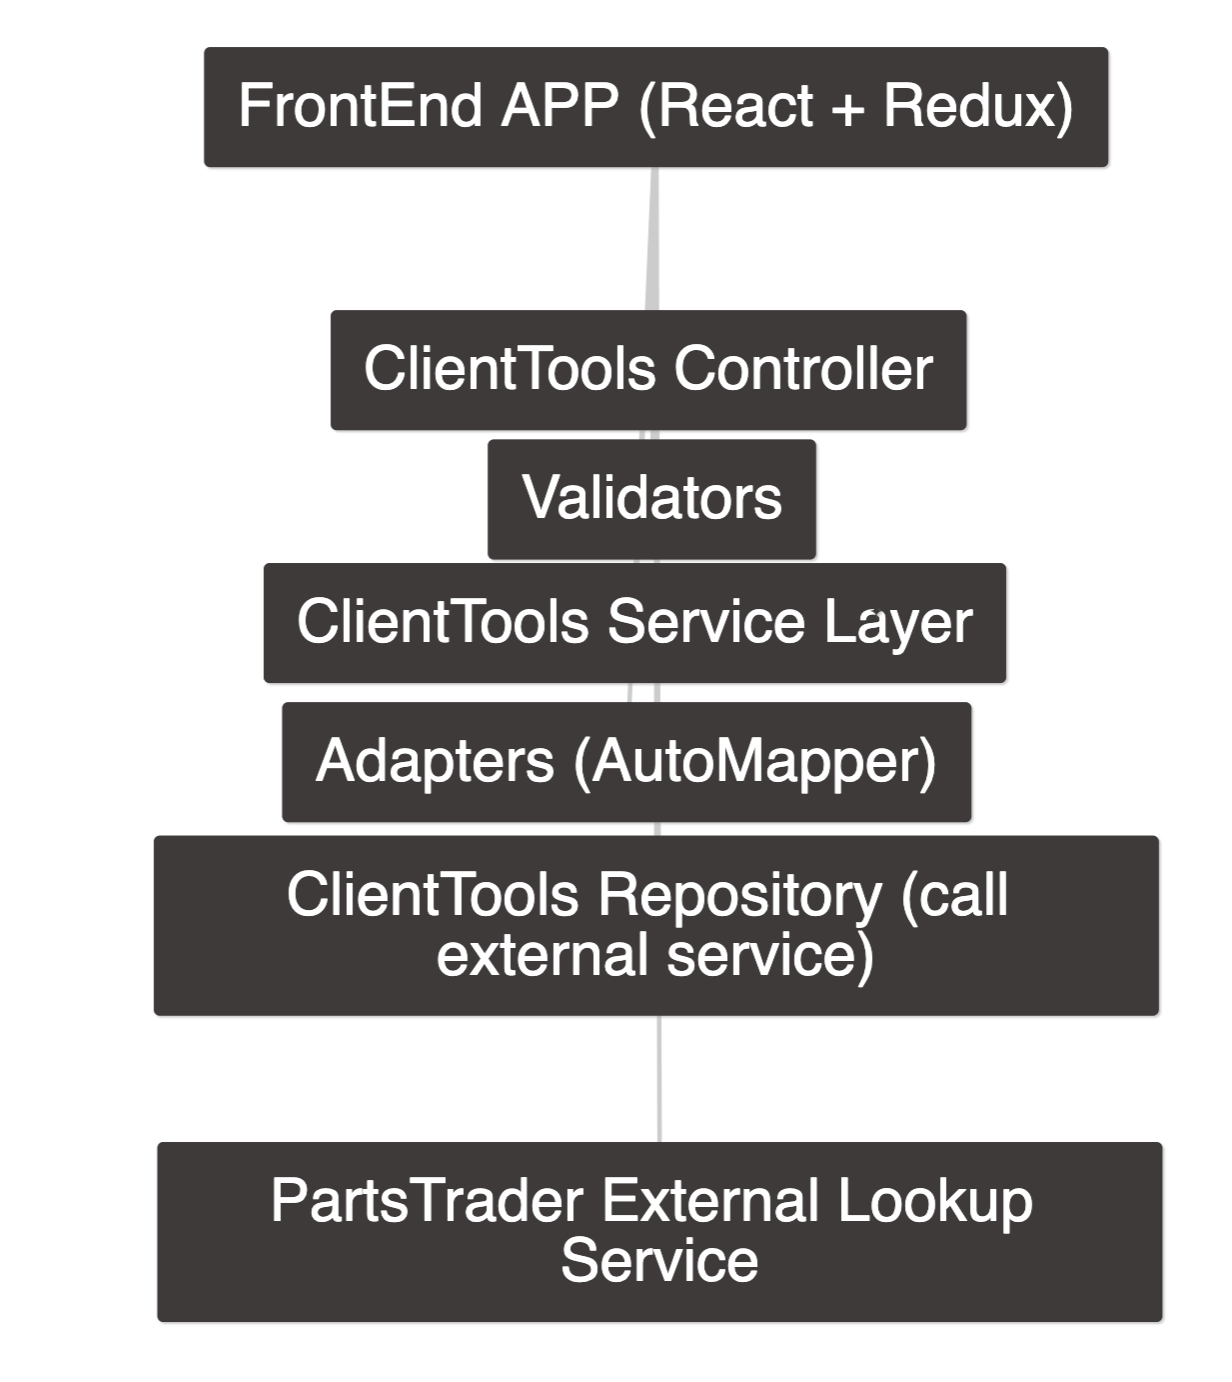 FrontEnd APP (React + Redux)
ClientTools Controller
Validators
ClientTools Service Layer
Adapters (AutoMapper)
ClientTools Repository (call
external service)
PartsTrader External Lookup
Service